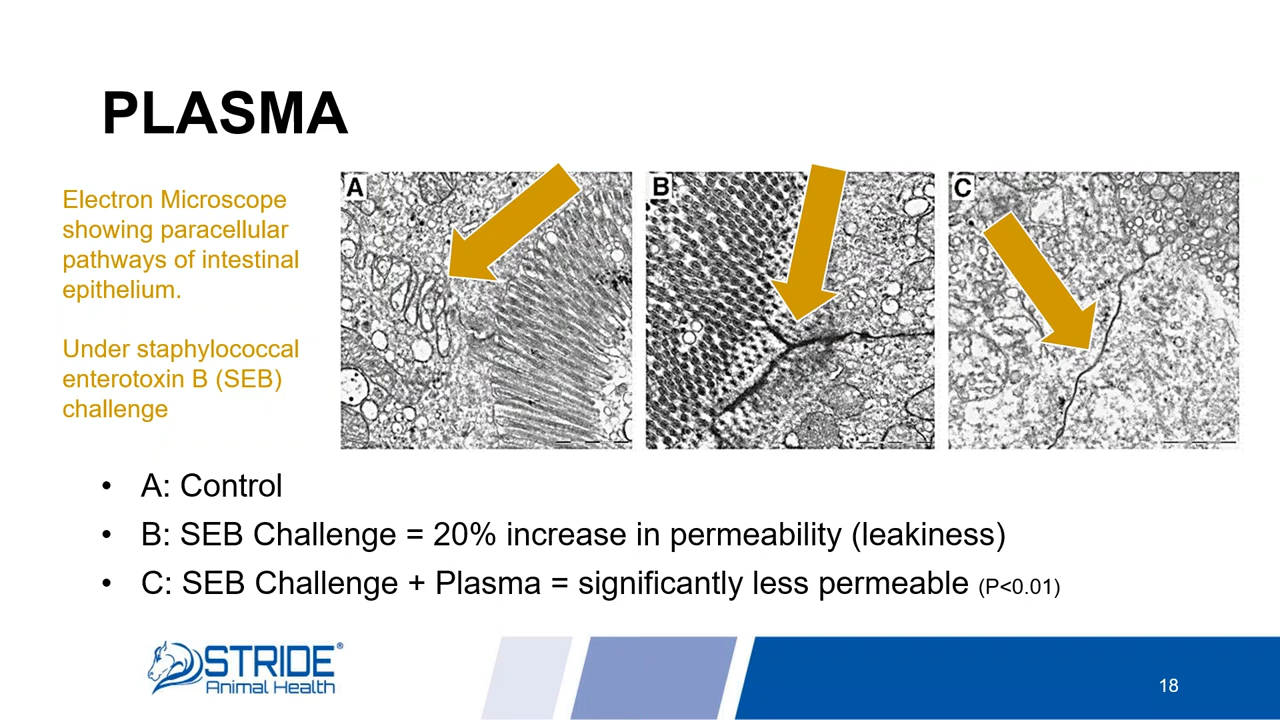 PLASMA
Electron Microscope
showing paracellular
pathways of intestinal
epithelium.
Under staphylococcal
enterotoxin B (SEB)
challenge
A
B
C
• A: Control
• B: SEB Challenge = 20% increase in permeability (leakiness)
• C: SEB Challenge + Plasma = significantly less permeable (P<0.01)
STRIDE®
Animal Health
18